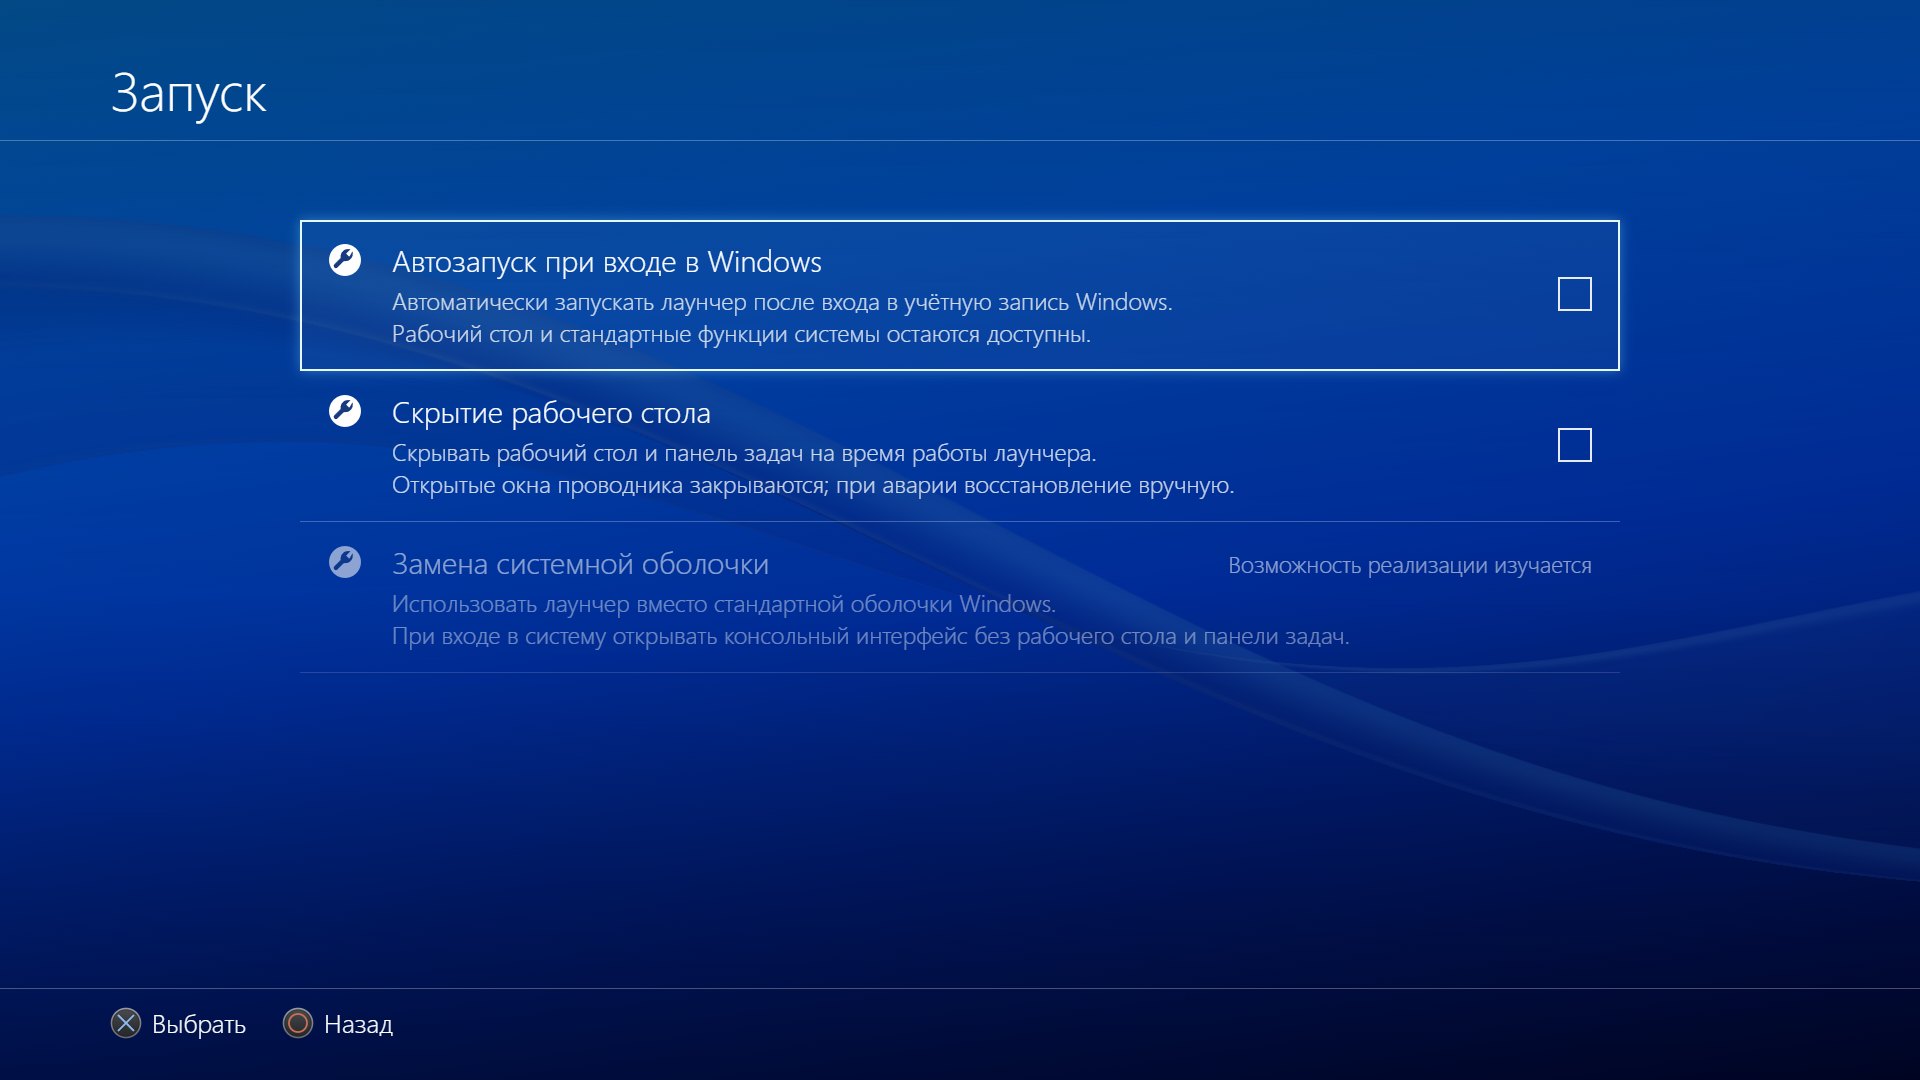 Запуск
Автозапуск при входе в Windows
Автоматически запускать лаунчер после входа в учётную запись Windows.
Рабочий стол и стандартные функции системы остаются доступны.
Скрытие рабочего стола
Скрывать рабочий стол и панель задач на время работы лаунчера.
Открытые окна проводника закрываются; при аварии восстановление вручную.
Замена системной оболочки
Возможность реализации изучается
Использовать лаунчер вместо стандартной оболочки Windows.
При входе в систему открывать консольный интерфейс без рабочего стола и панели задач.
Выбрать
Назад